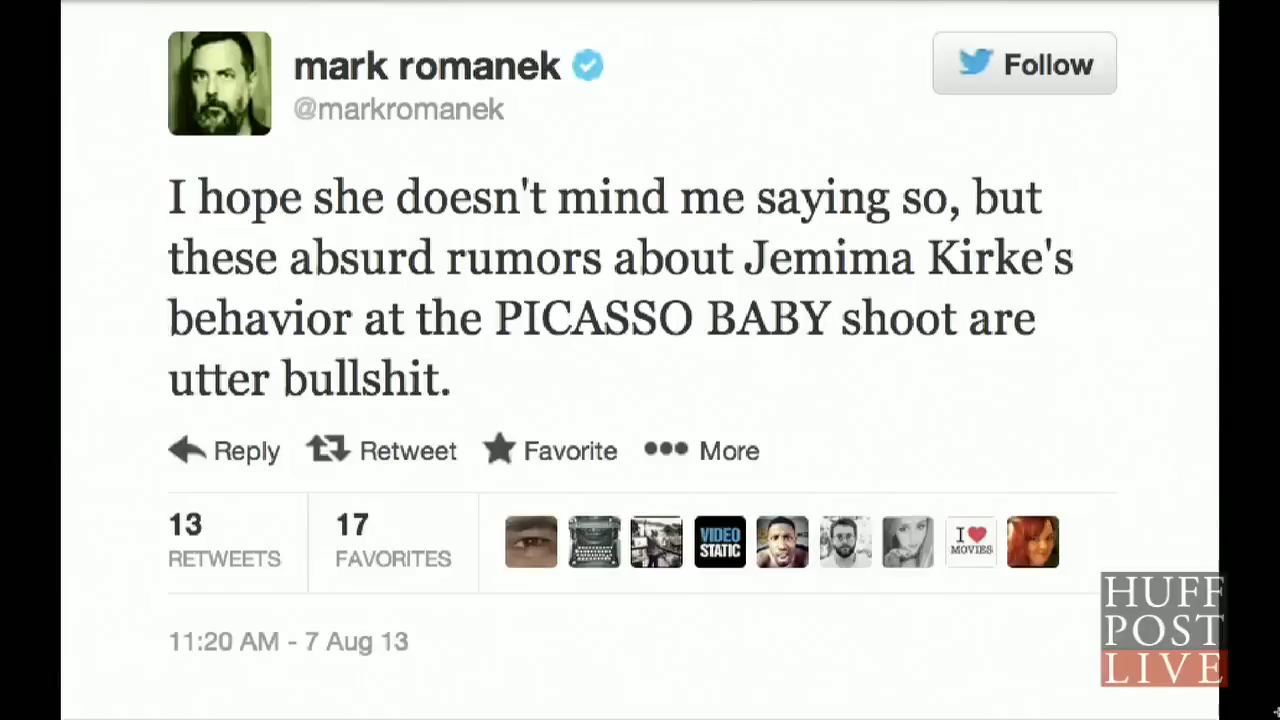 mark romanek
@markromanek
Follow
I hope she doesn't mind me saying so, but
these absurd rumors about Jemima Kirke's
behavior at the PICASSO BABY shoot are
utter bullshit.
Reply Retweet Favorite More
13 17
RETWEETS FAVORITES
VIDEO
STATIC
I ❤
MOVIES
11:20 AM - 7 Aug 13
HUFF
POST
LIVE